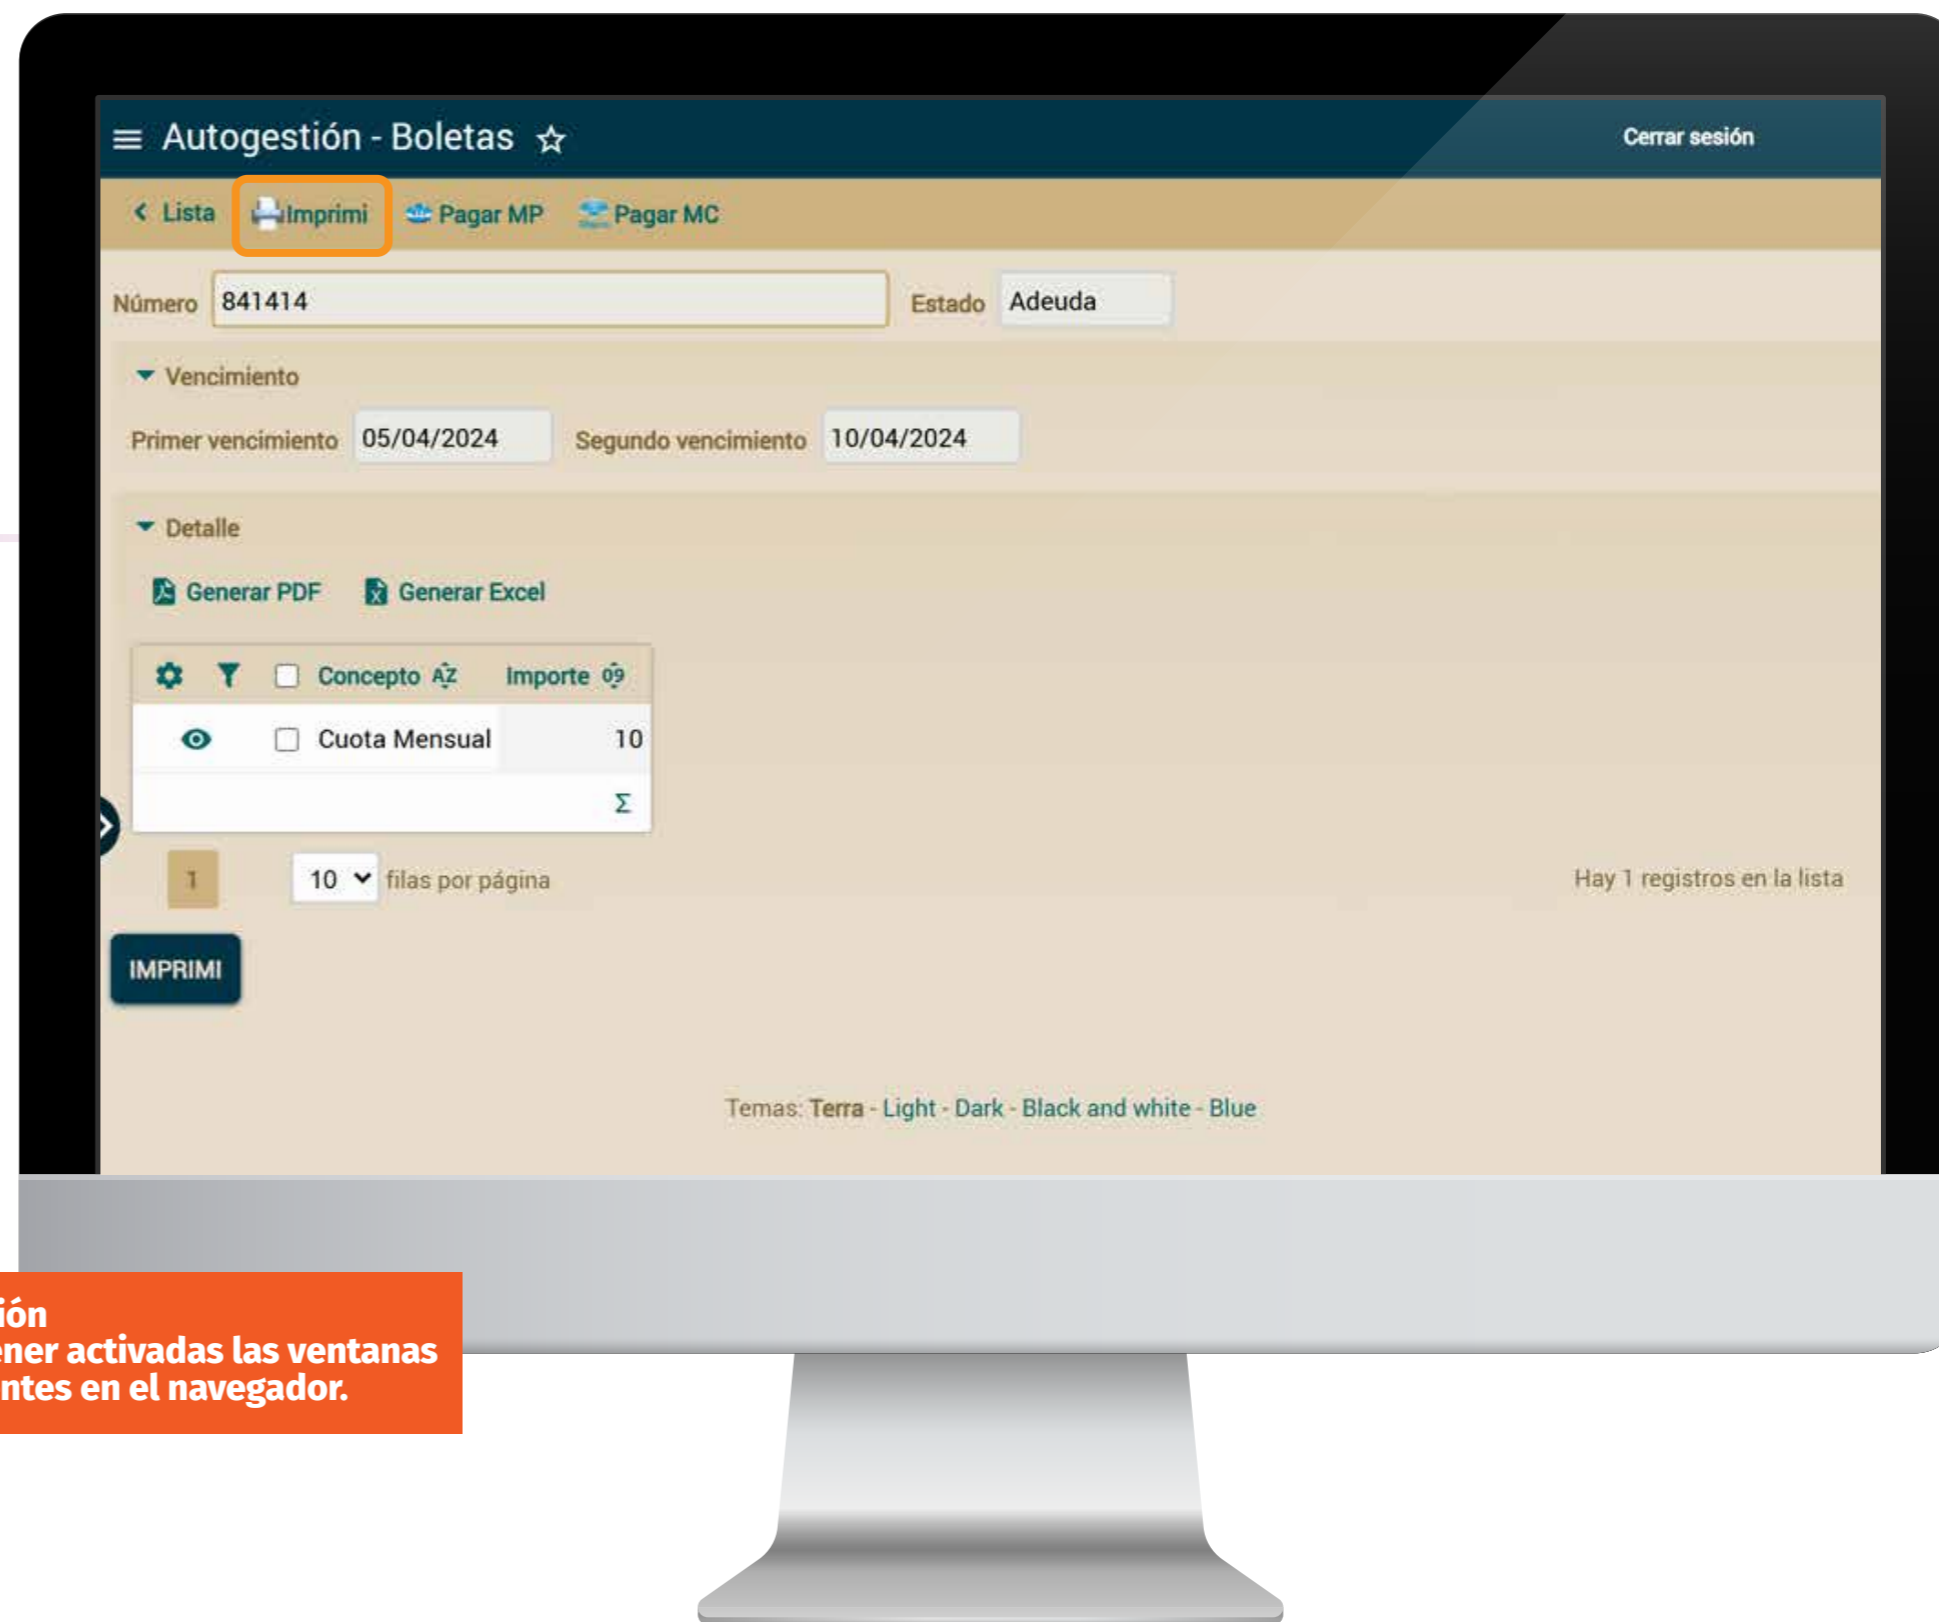 Autogestión - Boletas
Cerrar sesión
Lista Imprimi Pagar MP Pagar MC
Número 841414 Estado Adeuda
Vencimiento
Primer vencimiento 05/04/2024 Segundo vencimiento 10/04/2024
Detalle
Generar PDF Generar Excel
Concepto AZ Importe 09
Cuota Mensual 10
Σ
1 10 filas por página Hay 1 registros en la lista
IMPRIMI
Temas: Terra - Light - Dark - Black and white - Blue
ión
ener activadas las ventanas
ntes en el navegador.